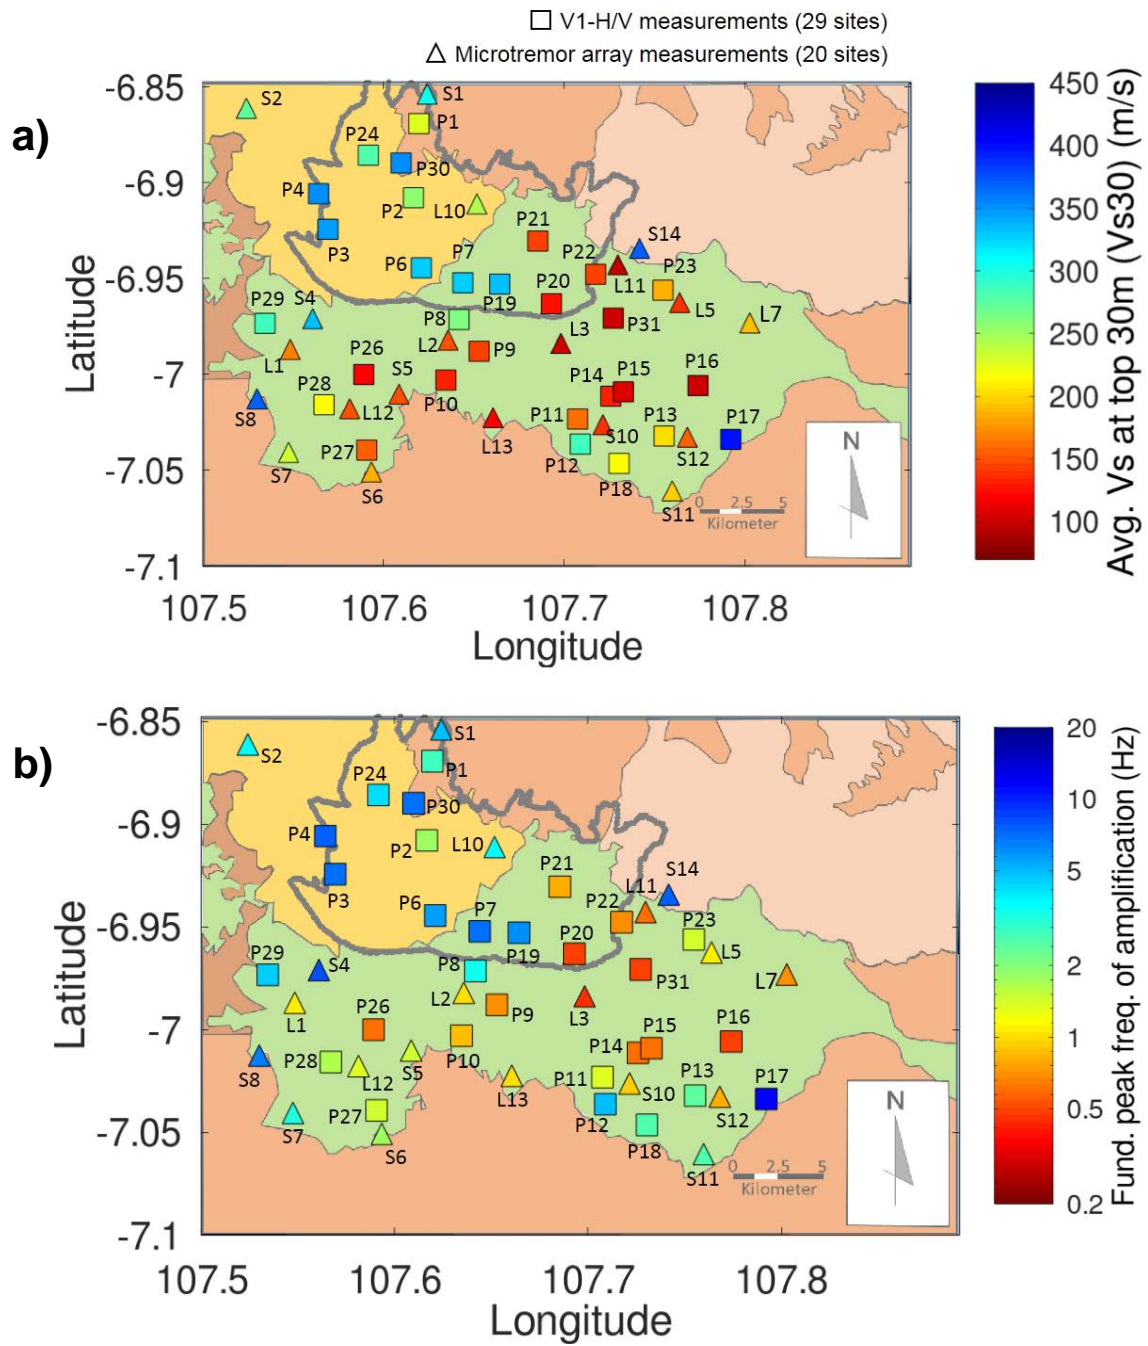 V1-H/V measurements (29 sites)
Microtremor array measurements (20 sites)
a)
-6.85
-6.9
-6.95
-7
-7.05
-7.1
Latitude
107.5 107.6 107.7 107.8
Longitude
S2 S1
P1
P24
P30
P4
P2 L10
P3
P21
P6 P7 P22 S14
P23
P29 S4 P19 P20 L11
P8 P31 L5 L7
L1 L2 P9 L3
P26 S5 P16
P28 P10 P14 P15
S8 L12 L13 P11 P13 P17
P27 S10
S7 P12 S12
S6 P18
S11
0 2.5 5
Kilometer
N
450
400
350
300
250
200
150
100
Avg. Vs at top 30m (Vs30) (m/s)
b)
-6.85
-6.9
-6.95
-7
-7.05
-7.1
Latitude
107.5 107.6 107.7 107.8
Longitude
S2 S1
P1
P24
P30
P4
P2 L10
P3 P21
P6 P7 P22 L11 S14
P23
P29 S4 P8 P19 P20 L5
P31 L7
L1 L2 P9 L3
P26 P16
P28 S5 P10 P14 P15
S8 L12 L13 P11 P13 P17
P27 S10 S12
S7 P12
S6 P18
S11
0 2.5 5
Kilometer
N
20
10
5
2
1
0.5
0.2
Fund. peak freq. of amplification (Hz)